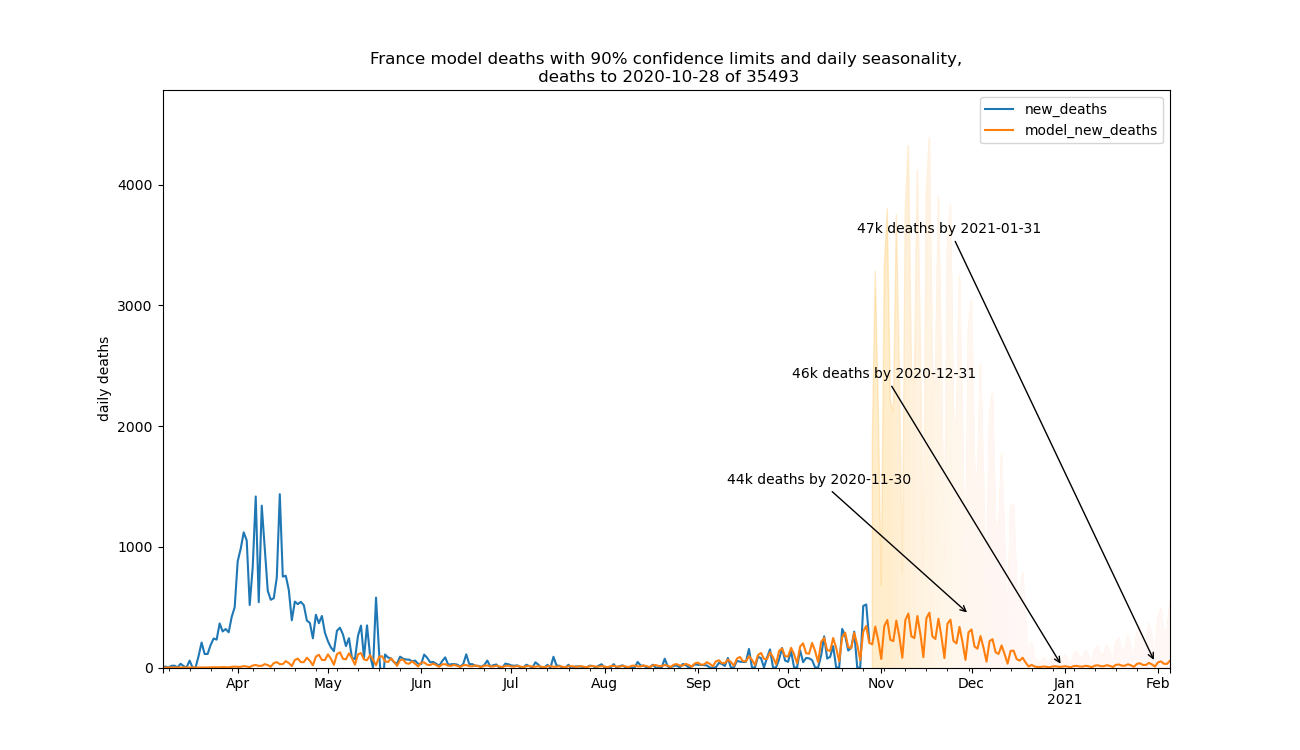 France model deaths with 90% confidence limits and daily seasonality,
deaths to 2020-10-28 of 35493
new_deaths
model_new_deaths
daily deaths
4000
3000
2000
1000
0
47k deaths by 2021-01-31
46k deaths by 2020-12-31
44k deaths by 2020-11-30
Apr May Jun Jul Aug Sep Oct Nov Dec Jan Feb
2021